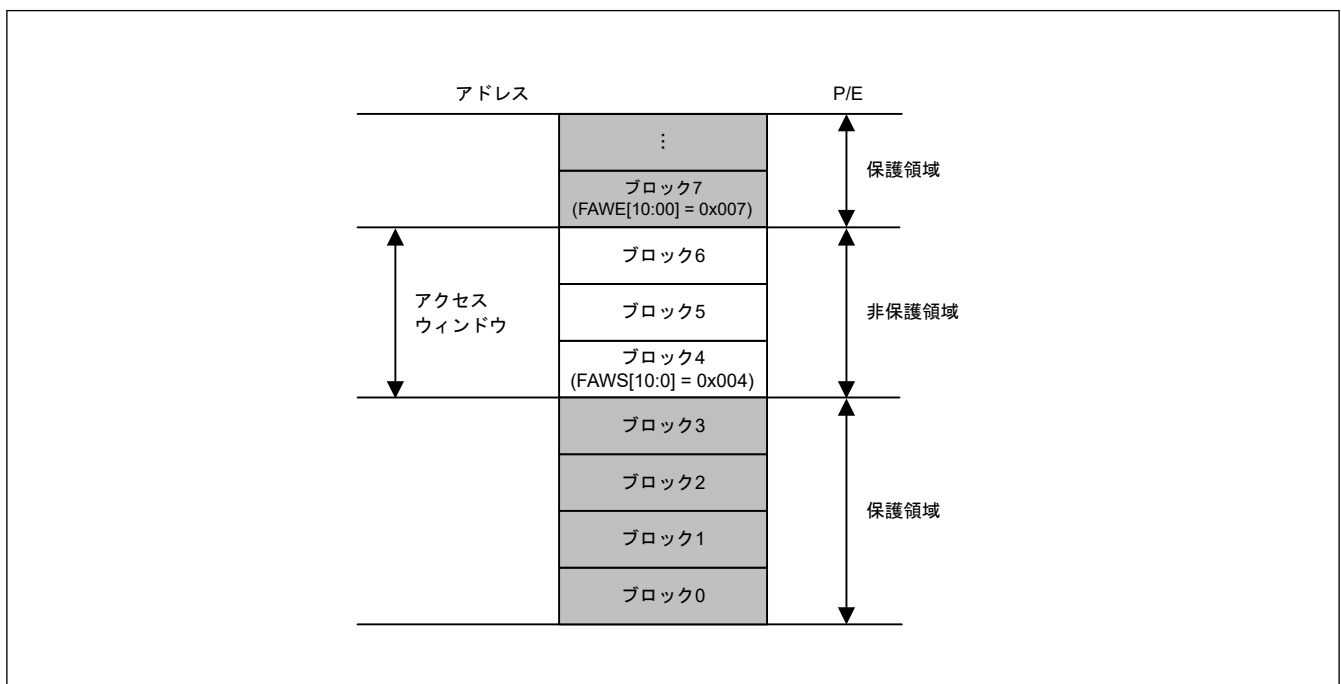 アドレス
P/E
⋮
保護領域
ブロック7
(FAWE[10:00] = 0x007)
ブロック6
アクセス
ウィンドウ
ブロック5
非保護領域
ブロック4
(FAWS[10:0] = 0x004)
ブロック3
ブロック2
保護領域
ブロック1
ブロック0